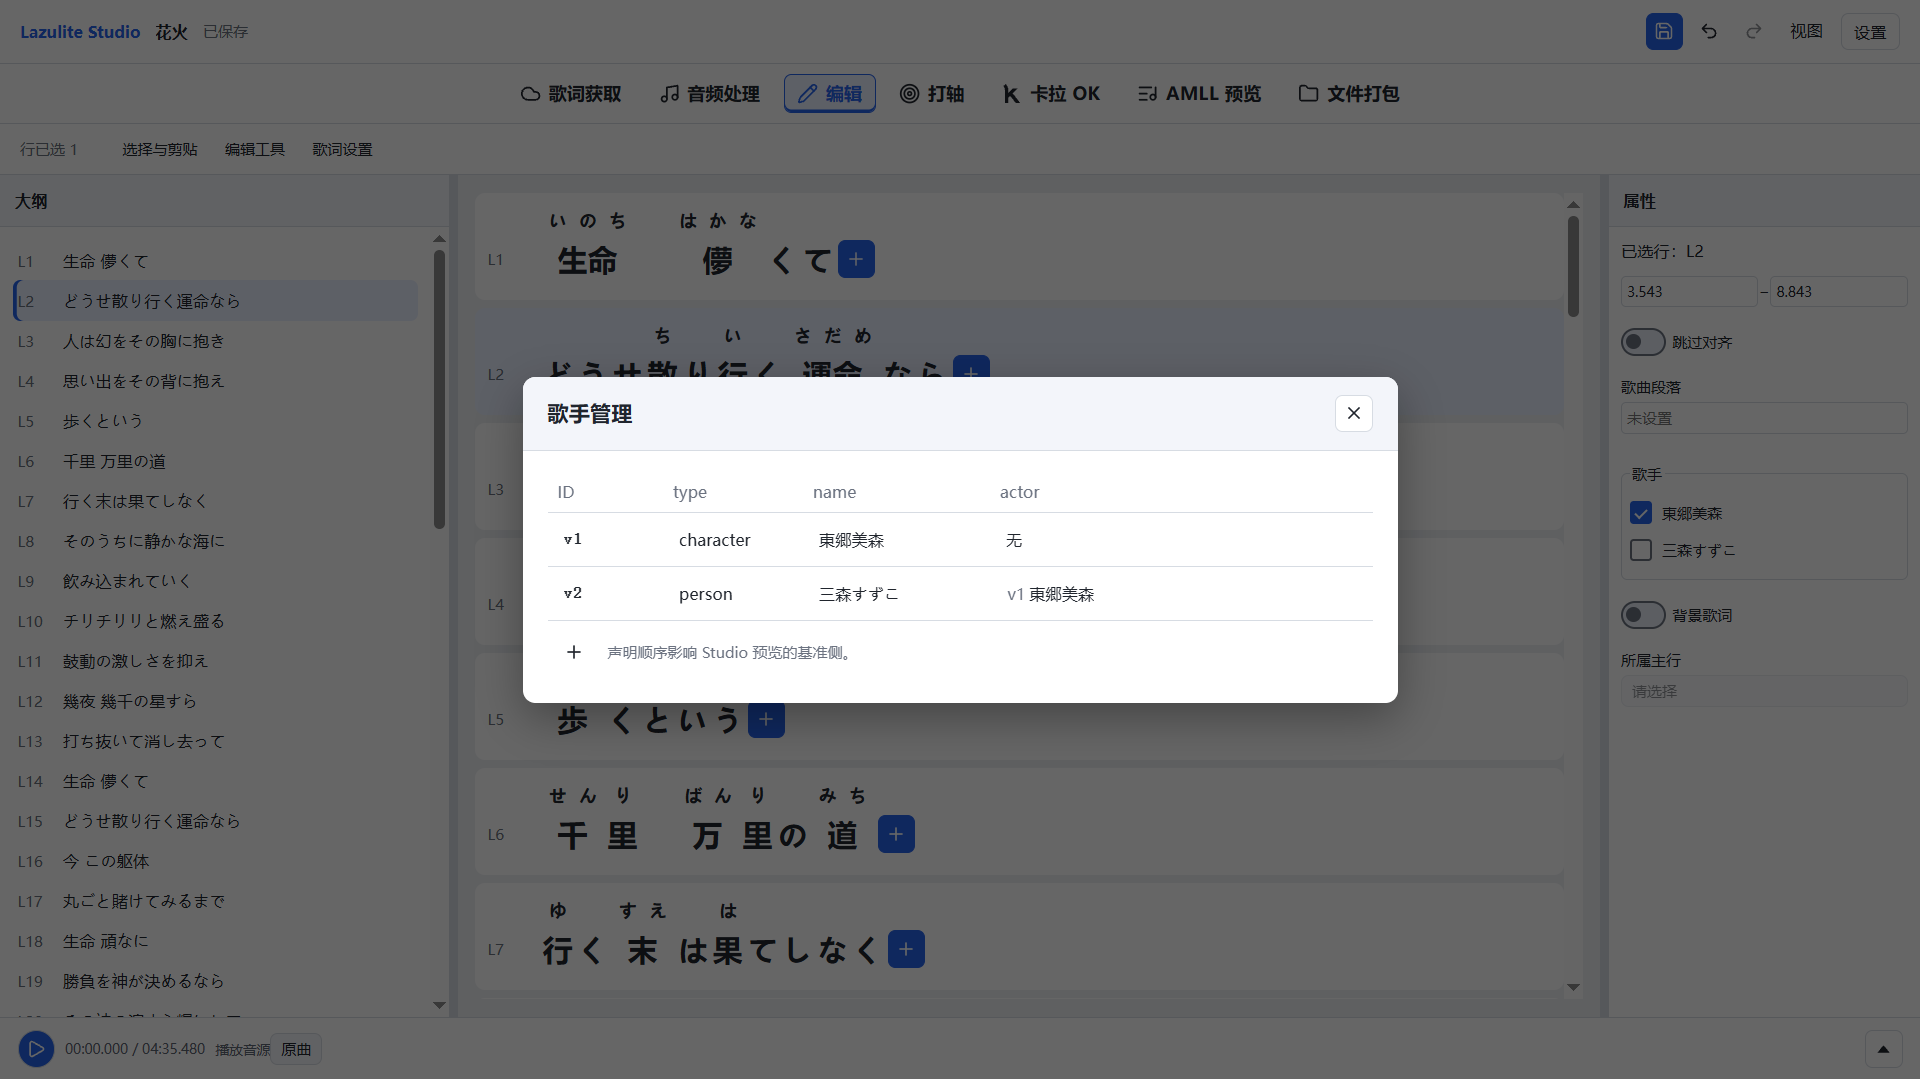 Lazulite Studio 花火 已保存
视图 设置
歌词获取 音频处理 编辑 打轴 卡拉 OK AMLL 预览 文件打包
行已选 1 选择与剪贴 编辑工具 歌词设置
大纲
L1 生命 儚くて
L2 どうせ散り行く運命なら
L3 人は幻をその胸に抱き
L4 思い出をその背に抱え
L5 歩くという
L6 千里 万里の道
L7 行く末は果てしなく
L8 そのうちに静かな海に
L9 飲み込まれていく
L10 チリチリリと燃え盛る
L11 鼓動の激しさを抑え
L12 幾夜 幾千の星すら
L13 打ち抜いて消し去って
L14 生命 儚くて
L15 どうせ散り行く運命なら
L16 今 この躯体
L17 丸ごと賭けてみるまで
L18 生命 頑なに
L19 勝負を神が決めるなら
いのち はかな
L1 生命 儚くて
ち い さだめ
L2 どうせ散り行く 運命 なら
L3
L4
L5 歩くという
せんり ばんり みち
L6 千里 万里の道
ゆ すえ は
L7 行く末は果てしなく
歌手管理
ID type name actor
v1 character 東郷美森 无
v2 person 三森すずこ v1 東郷美森
声明顺序影响 Studio 预览的基准侧。
属性
已选行：L2
3.543 – 8.843
跳过对齐
歌曲段落
未设置
歌手
東郷美森
三森すずこ
背景歌词
所属主行
请选择
00:00.000 / 04:35.480 播放音源 原曲